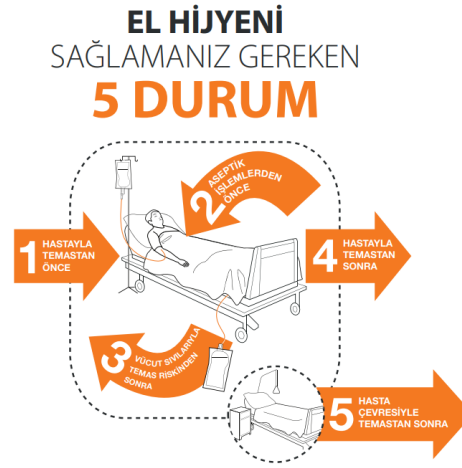 EL HİJYENİ
SAĞLAMANIZ GEREKEN
5 DURUM
1 HASTAYLA
TEMASTAN
ÖNCE
2 ASEPTİK
İŞLEMLERDEN
ÖNCE
3 VÜCUT SIVILARIYLA
TEMAS RİSKİNDEN
SONRA
4 HASTAYLA
TEMASTAN
SONRA
5 HASTA
ÇEVRESİYLE
TEMASTAN SONRA